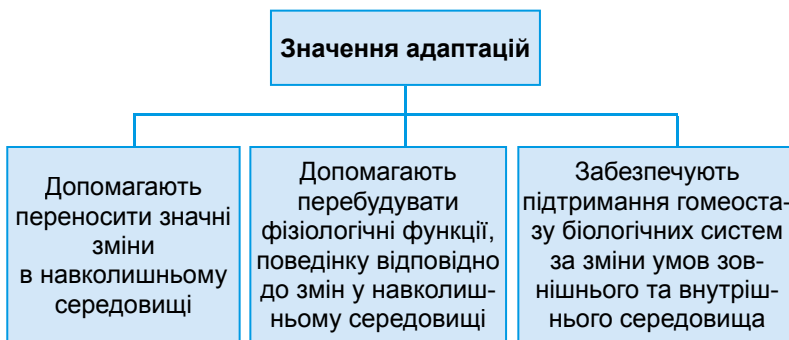 Значення адаптацій
Допомагають
переносити значні
зміни
в навколишньому
середовищі
Допомагають
перебудувати
фізіологічні функції,
поведінку відповідно
до змін у навколиш-
ньому середовищі
Забезпечують
підтримання гомеоста-
зу біологічних систем
за зміни умов зов-
нішнього та внутріш-
нього середовища